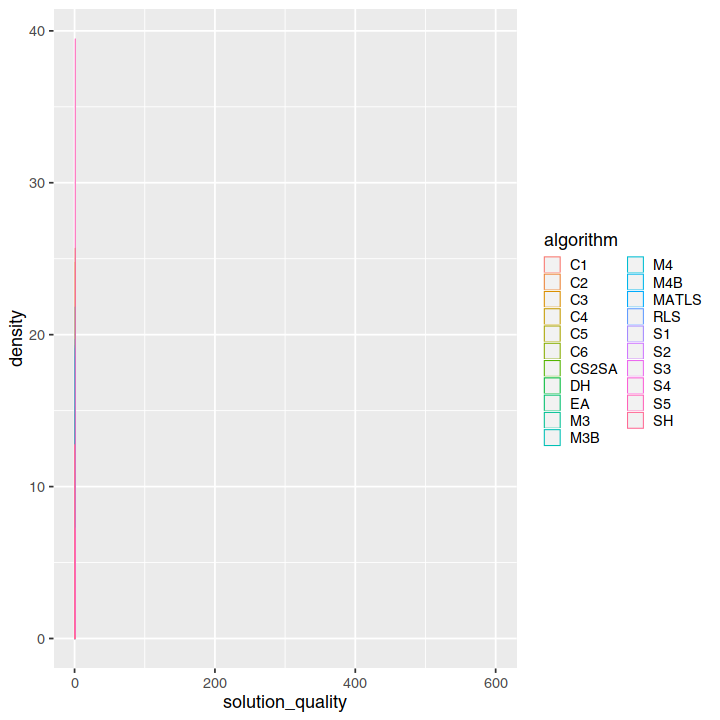 40
30
20
10
0
density
0 200 400 600
solution_quality
algorithm
C1 M4
C2 M4B
C3 MATLS
C4 RLS
C5 S1
C6 S2
CS2SA S3
DH S4
EA S5
M3 SH
M3B